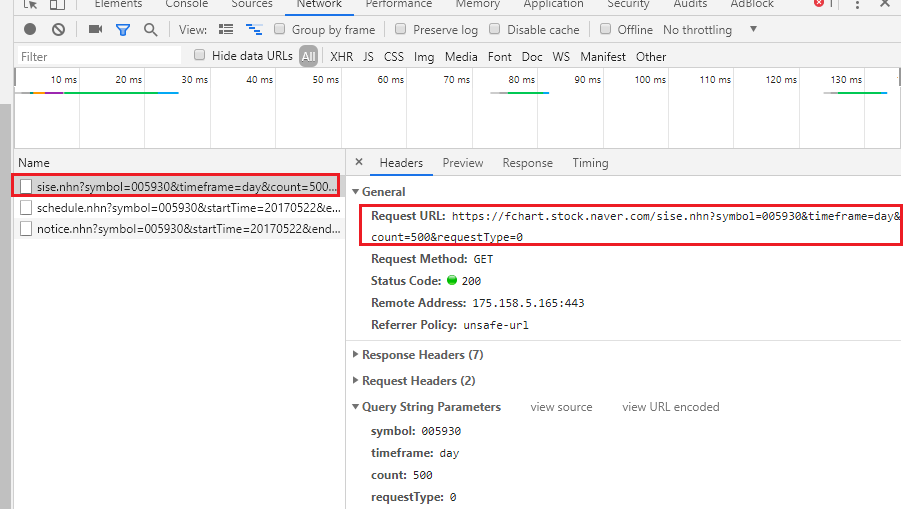 Elements Console Sources Network Performance Memory Application Security Audits AdBlock 1
View: Group by frame Preserve log Disable cache Offline No throttling
Filter Hide data URLs All XHR JS CSS Img Media Font Doc WS Manifest Other
10 ms 20 ms 30 ms 40 ms 50 ms 60 ms 70 ms 80 ms 90 ms 100 ms 110 ms 120 ms 130 ms
Name
sise.nhn?symbol=005930&timeframe=day&count=500...
schedule.nhn?symbol=005930&startTime=20170522&e...
notice.nhn?symbol=005930&startTime=20170522&end...
× Headers Preview Response Timing
General
Request URL: https://fchart.stock.naver.com/sise.nhn?symbol=005930&timeframe=day&
count=500&requestType=0
Request Method: GET
Status Code: 200
Remote Address: 175.158.5.165:443
Referrer Policy: unsafe-url
Response Headers (7)
Request Headers (2)
Query String Parameters view source view URL encoded
symbol: 005930
timeframe: day
count: 500
requestType: 0